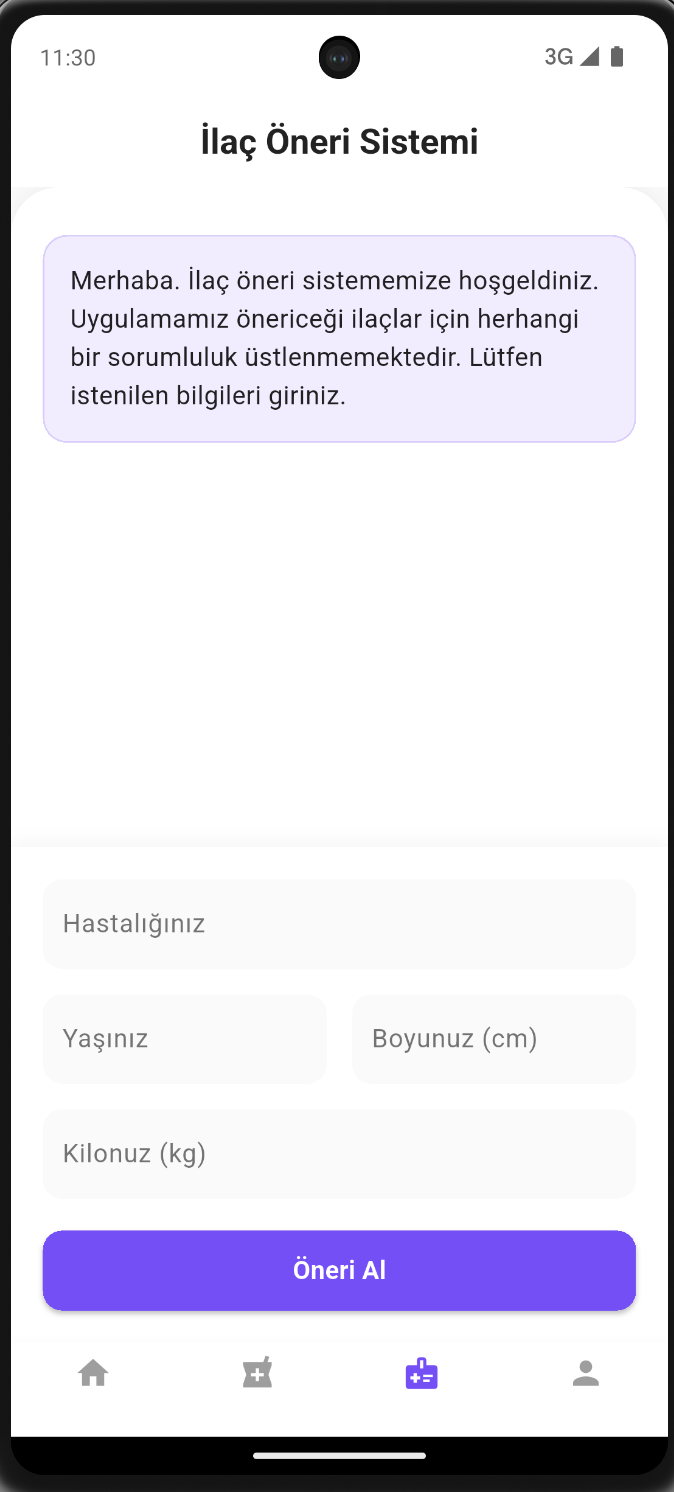 11:30
3G
İlaç Öneri Sistemi
Merhaba. İlaç öneri sistememize hoşgeldiniz.
Uygulamamız önericeği ilaçlar için herhangi
bir sorumluluk üstlenmemektedir. Lütfen
istenilen bilgileri giriniz.
Hastalığınız
Yaşınız
Boyunuz (cm)
Kilonuz (kg)
Öneri Al